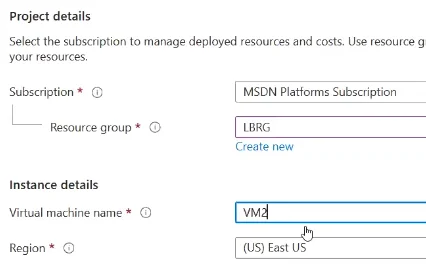 Project details
Select the subscription to manage deployed resources and costs. Use resource
your resources.
Subscription * MSDN Platforms Subscription
Resource group * LBRG
Create new
Instance details
Virtual machine name * VM2
Region * (US) East US